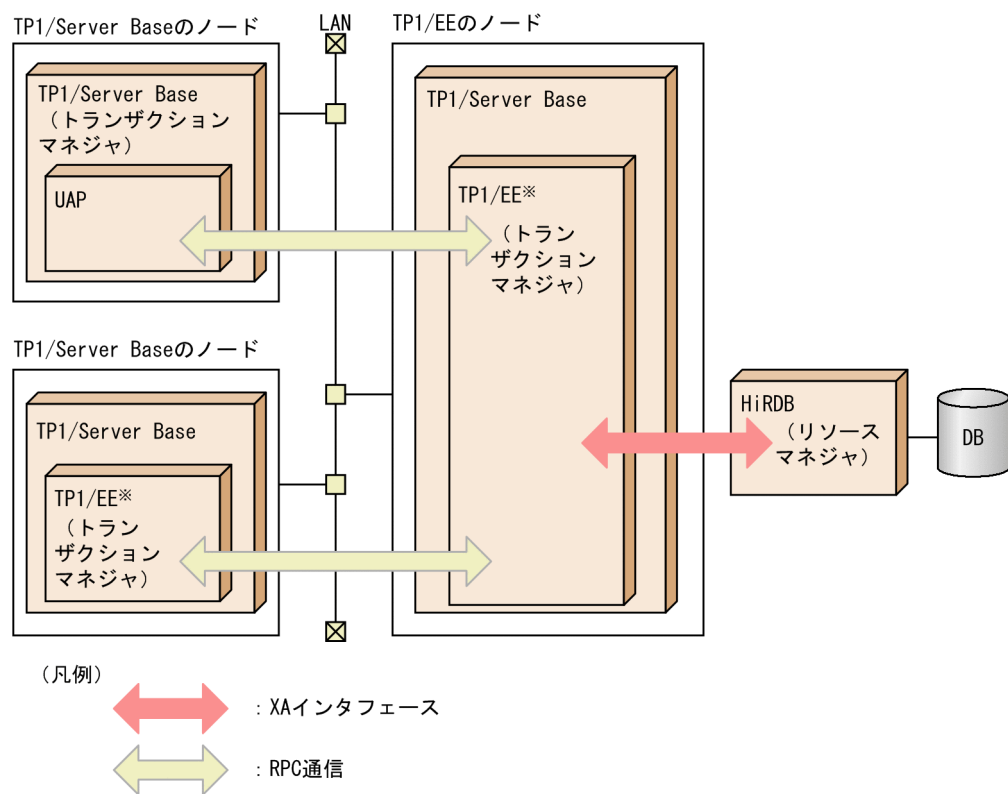 TP1/Server Baseのノード
LAN
TP1/EEのノード
TP1/Server Base
（トランザクション
マネジャ）
UAP
TP1/Server Base
TP1/EE※
（トラン
ザクション
マネジャ）
TP1/Server Baseのノード
TP1/Server Base
TP1/EE※
（トラン
ザクション
マネジャ）
HiRDB
（リソース
マネジャ）
DB
（凡例）
：XAインタフェース
：RPC通信